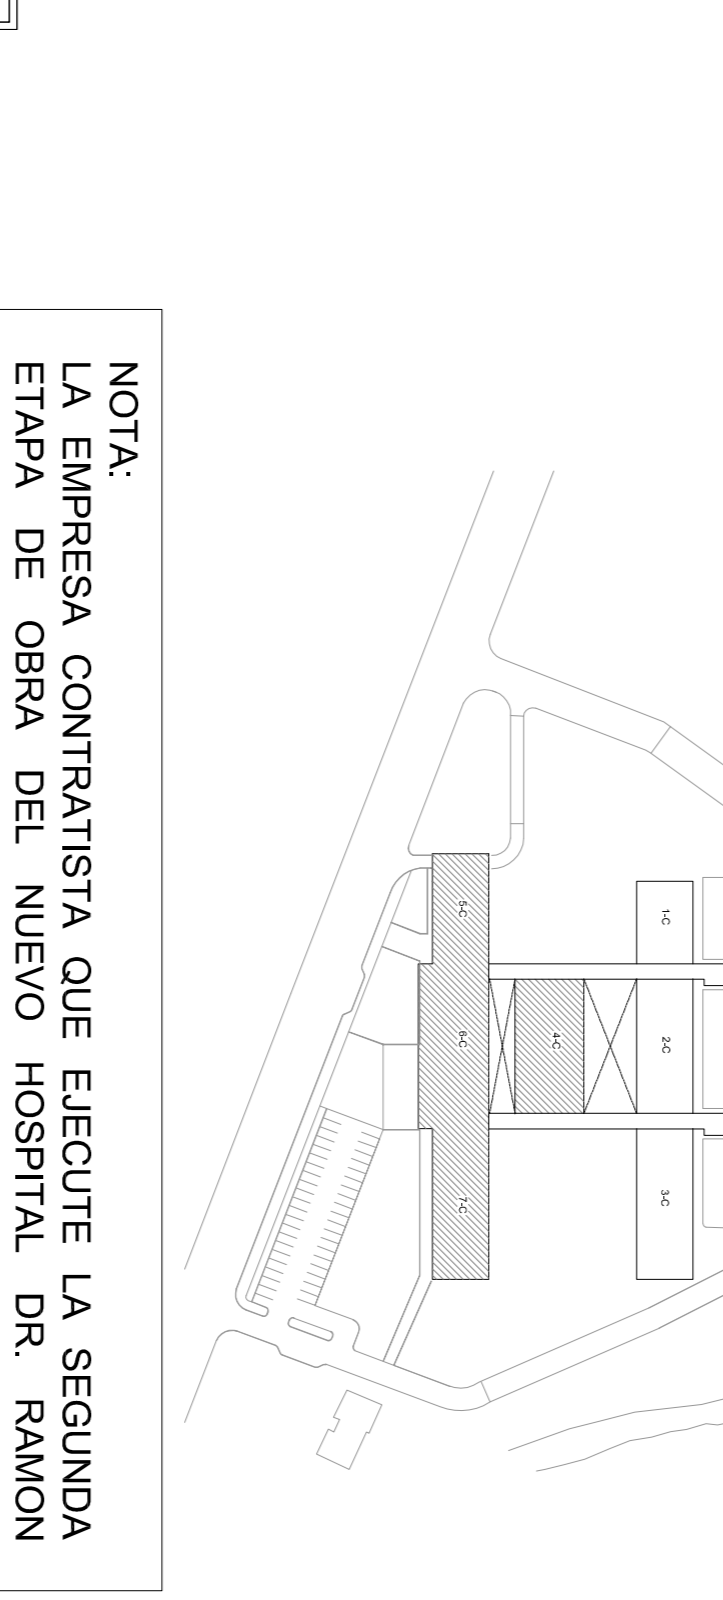 1-C
2-C
3-C
4-C
5-C
6-C
7-C
NOTA:
LA EMPRESA CONTRATISTA QUE EJECUTE LA SEGUNDA
ETAPA DE OBRA DEL NUEVO HOSPITAL DR. RAMON